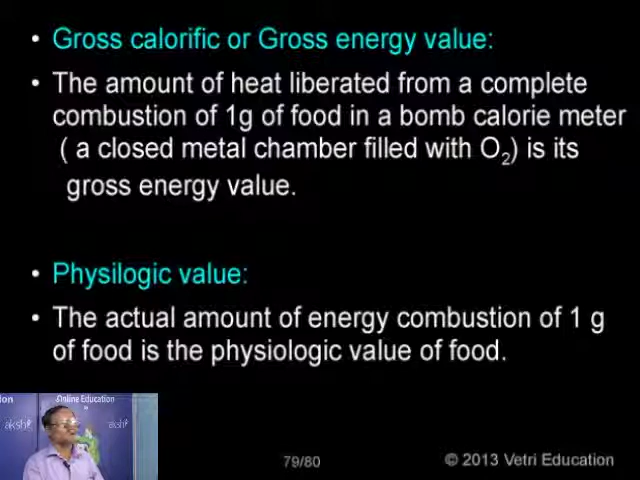 • Gross calorific or Gross energy value:
• The amount of heat liberated from a complete
combustion of 1g of food in a bomb calorie meter
( a closed metal chamber filled with O₂) is its
gross energy value.
• Physilogic value:
• The actual amount of energy combustion of 1 g
of food is the physiologic value of food.
Online Education
aksh
aksh
79/80
© 2013 Vetri Education